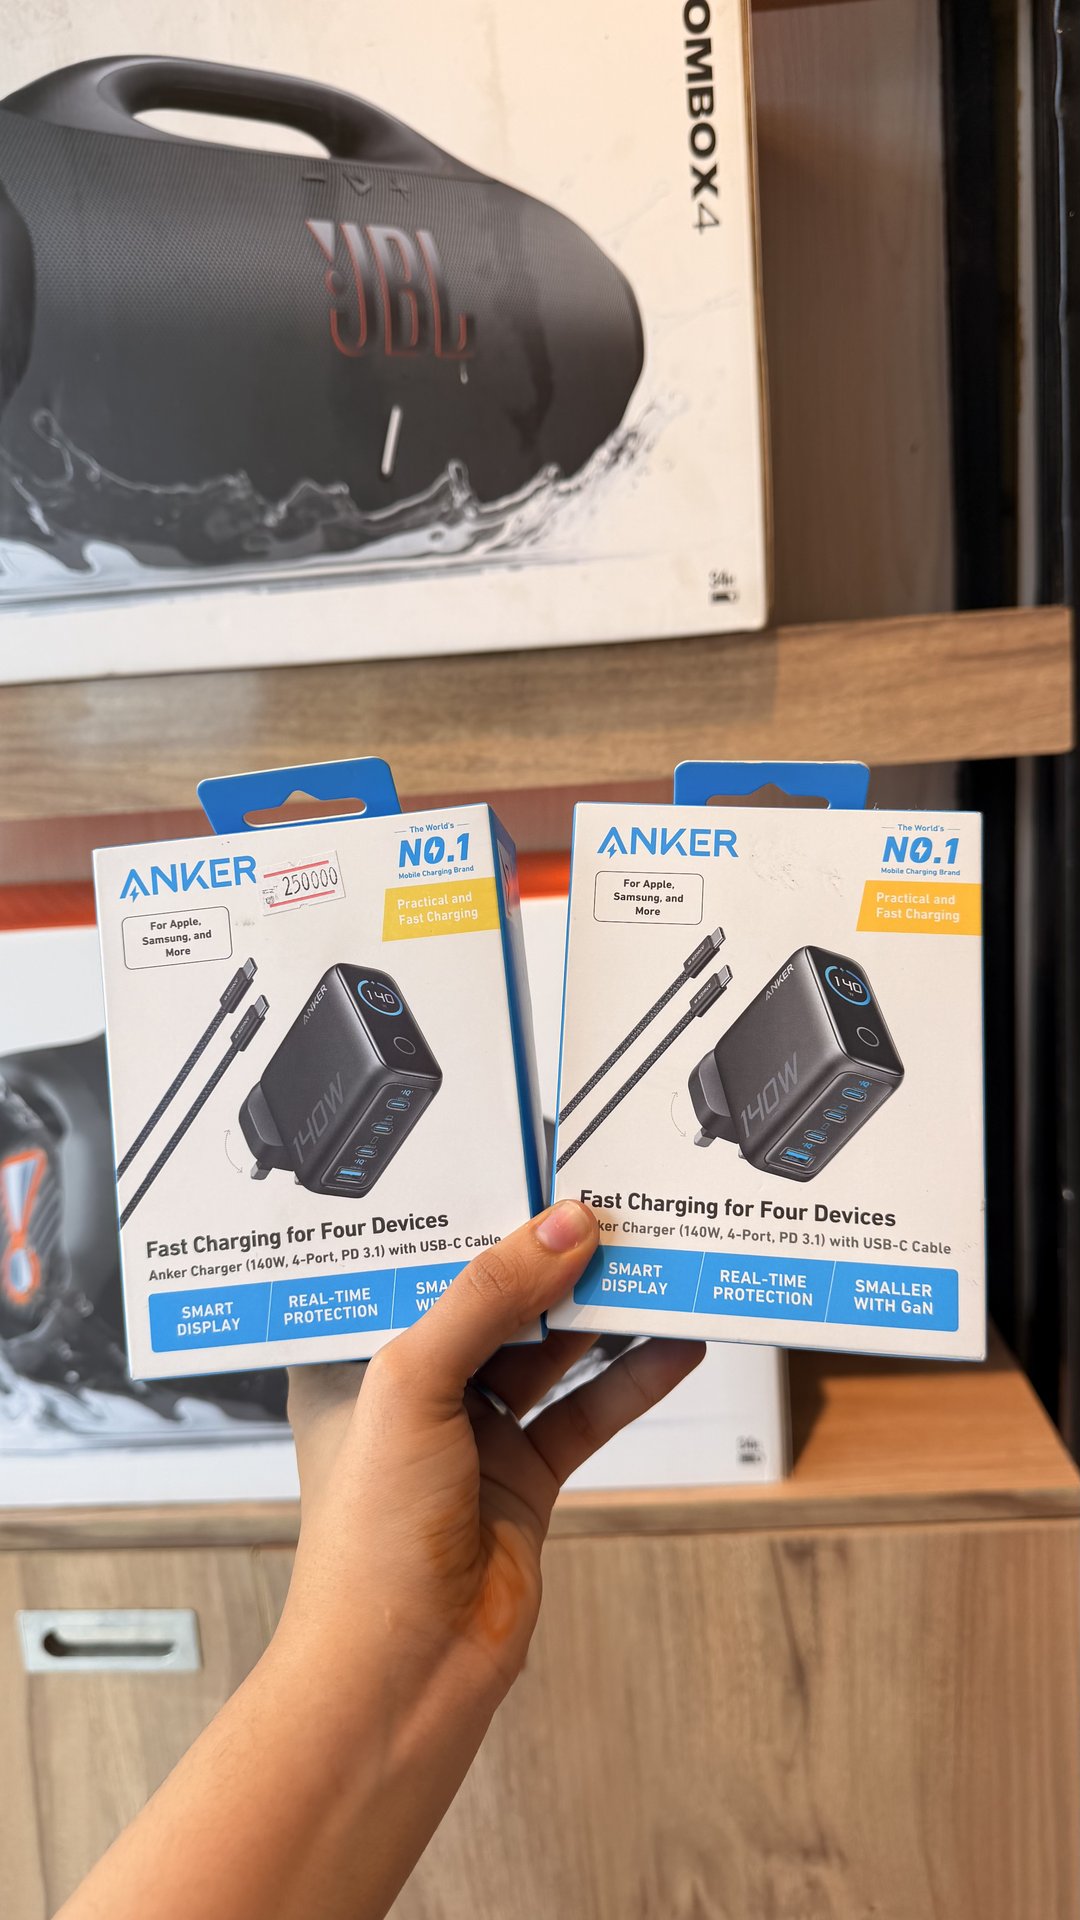 OMBOX4
JBL
ANKER
250000
The World's
NO.1
Mobile Charging Brand
Practical and
Fast Charging
For Apple,
Samsung, and
More
ANKER
140
140W
Fast Charging for Four Devices
Anker Charger (140W, 4-Port, PD 3.1) with USB-C Cable
SMART
DISPLAY
REAL-TIME
PROTECTION
SMA
WI
ANKER
The World's
NO.1
Mobile Charging Brand
Practical and
Fast Charging
For Apple,
Samsung, and
More
ANKER
140
140W
Fast Charging for Four Devices
ker Charger (140W, 4-Port, PD 3.1) with USB-C Cable
SMART
DISPLAY
REAL-TIME
PROTECTION
SMALLER
WITH GaN